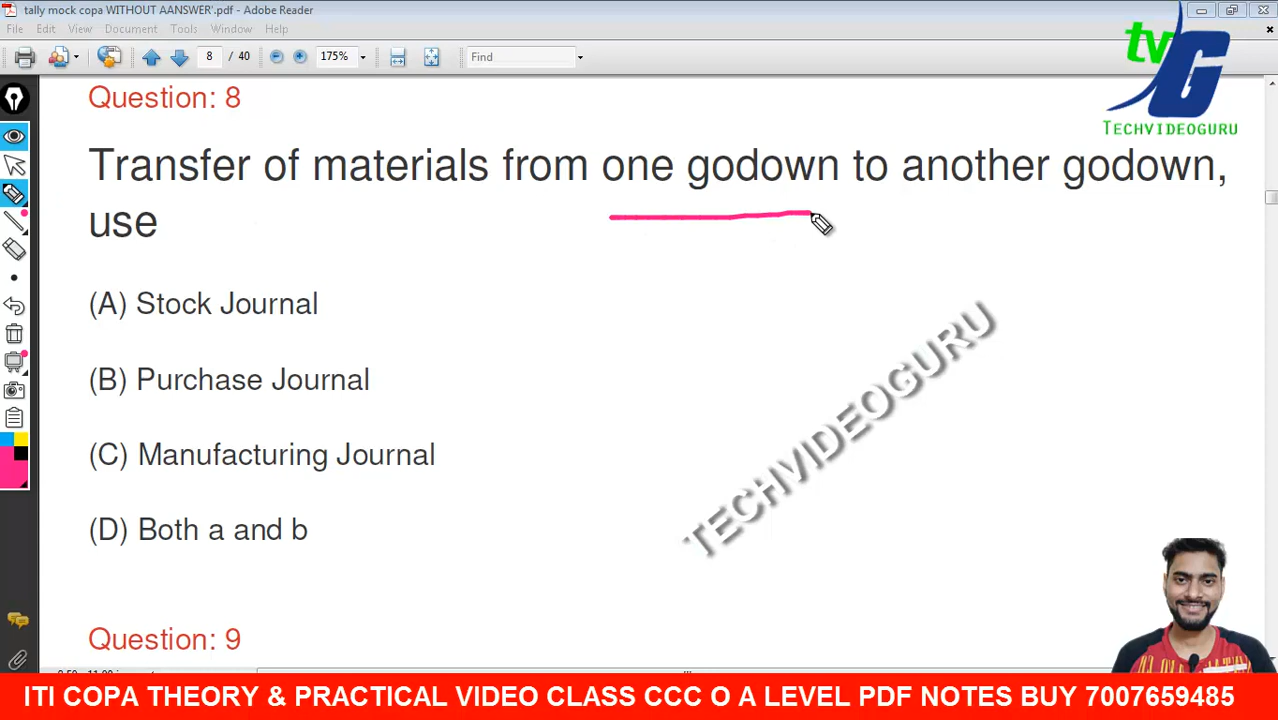 tally mock copa WITHOUT AANSWER'.pdf - Adobe Reader
File Edit View Document Tools Window Help
8 / 40 175% Find
tv G
TECHVIDEOGURU
Question: 8
Transfer of materials from one godown to another godown,
use
(A) Stock Journal
(B) Purchase Journal
(C) Manufacturing Journal
(D) Both a and b
TECHVIDEOGURU
Question: 9
ITI COPA THEORY & PRACTICAL VIDEO CLASS CCC O A LEVEL PDF NOTES BUY 7007659485